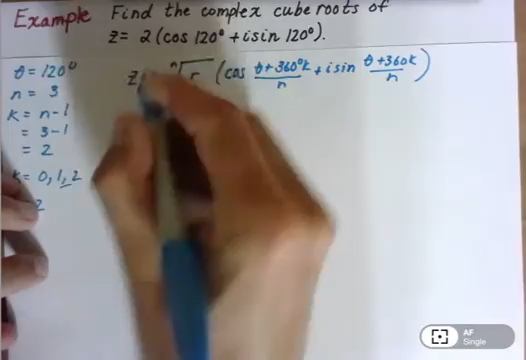 Example Find the complex cube roots of
z = 2 (cos 120° + i sin 120°).
θ = 120°
n = 3
k = n-1
= 3-1
= 2
k = 0, 1, 2
2
z n√r (cos θ+360°k/n + i sin θ+360k/n)
AF
Single